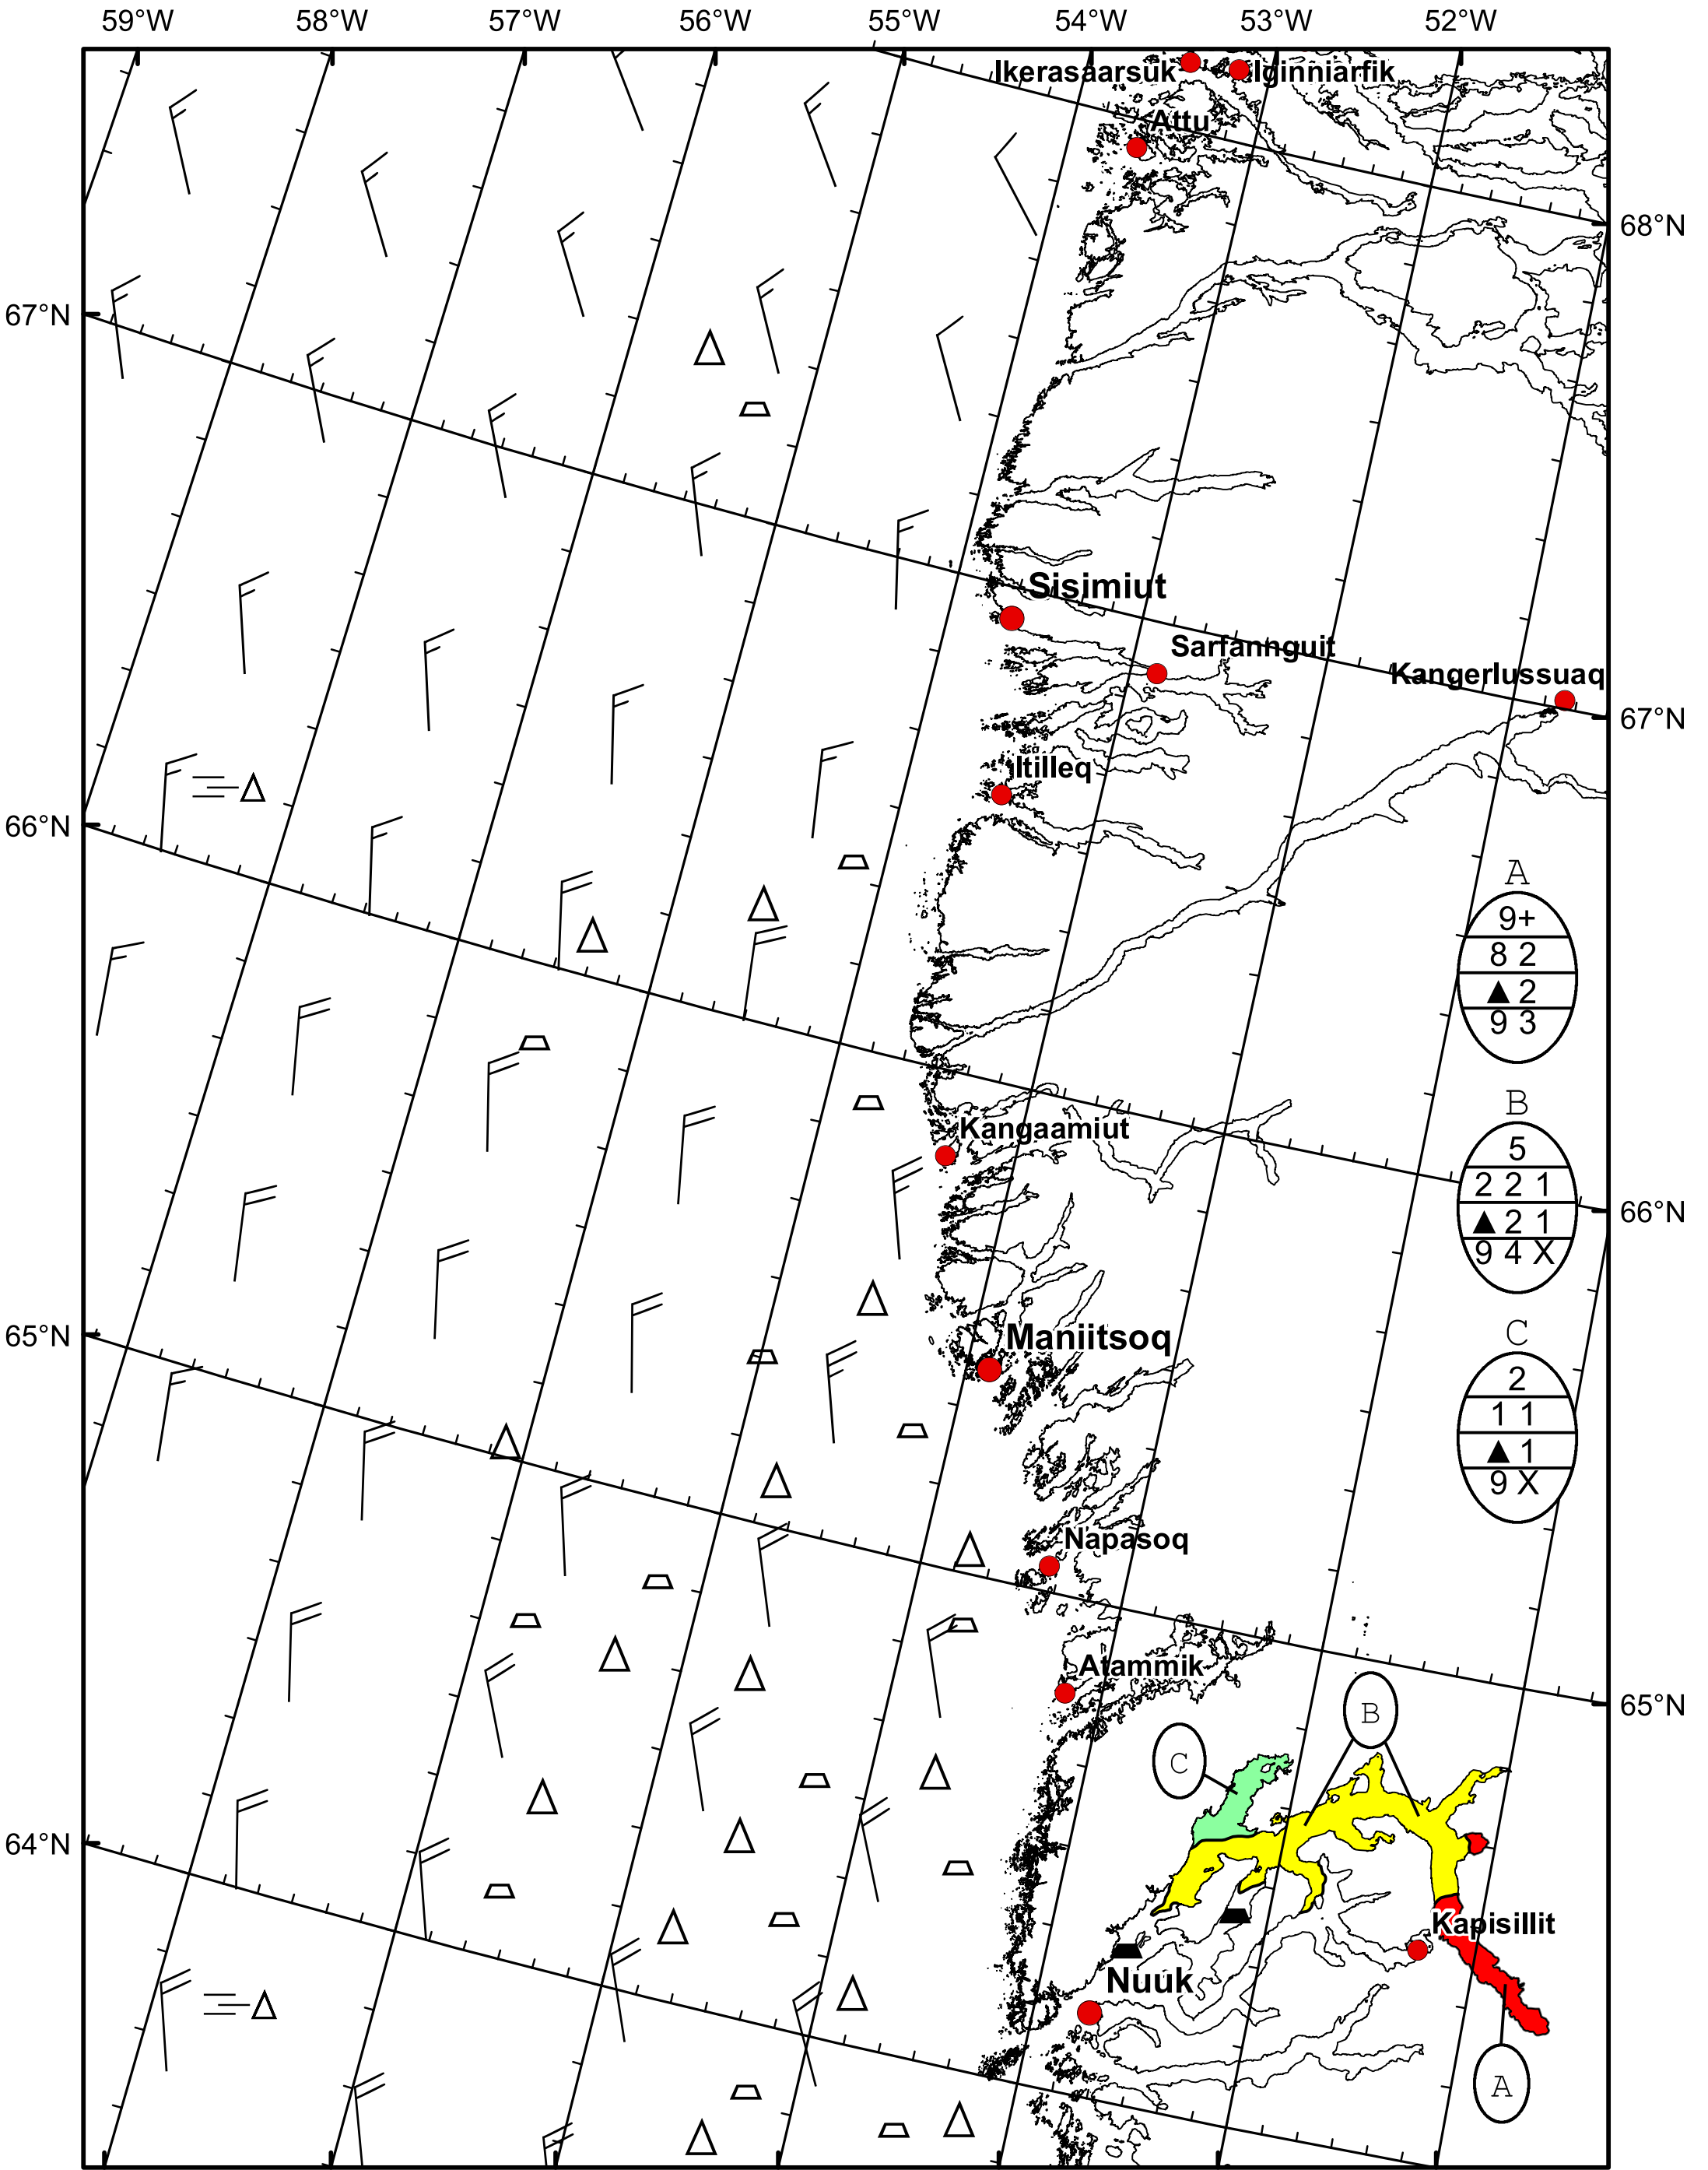 59°W 58°W 57°W 56°W 55°W 54°W 53°W 52°W
Ikerasaarsuk Iginniarfik
Attu
68°N
67°N
Sisimiut
Sarfannguit
Kangerlussuaq
67°N
Itilleq
66°N
A
9+
8 2
▲ 2
9 3
B
5
2 2 1
▲ 2 1
9 4 X
Kangaamiut
66°N
65°N
Maniitsoq
C
2
1 1
▲ 1
9 X
Napasoq
Atammik
65°N
B
C
64°N
Kapisillit
Nuuk
A